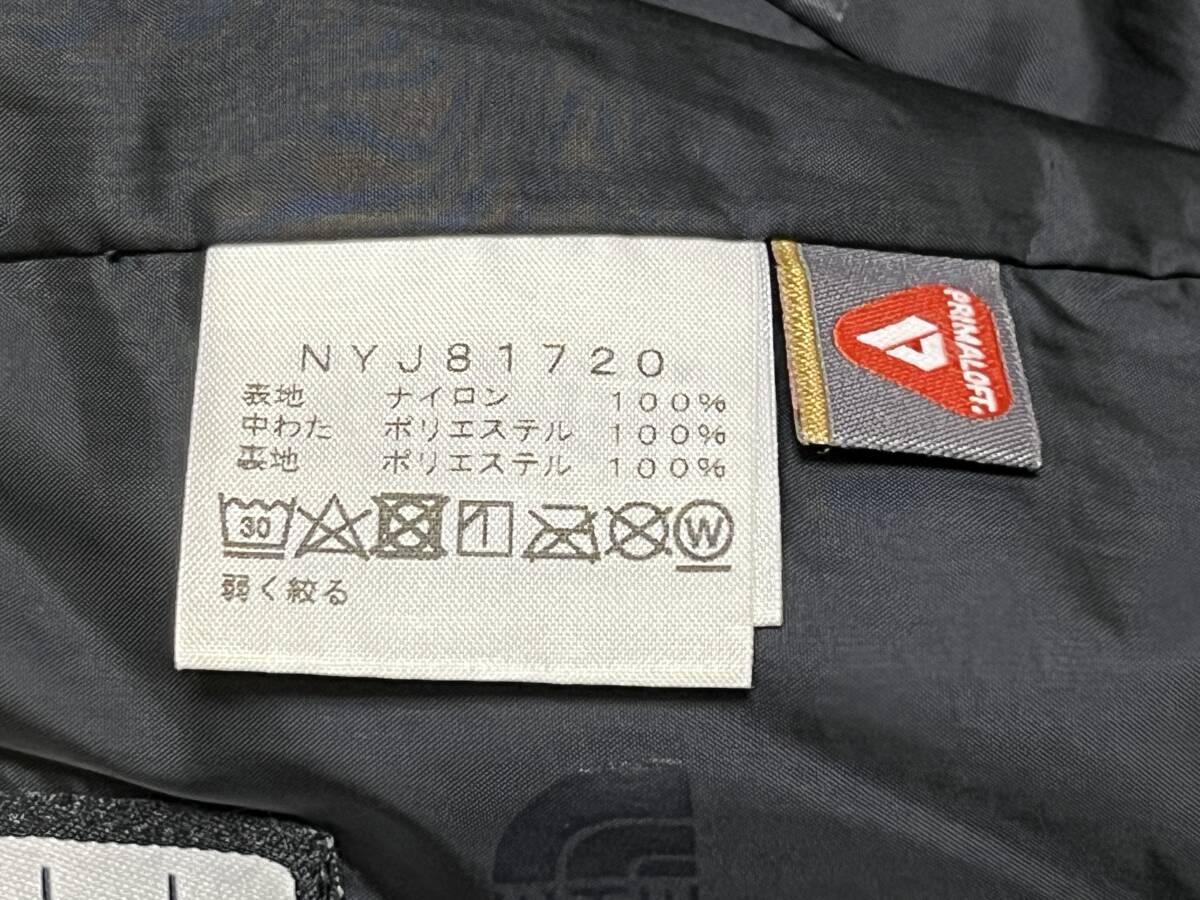 NYJ81720
表地 ナイロン 100%
中わた ポリエステル 100%
裏地 ポリエステル 100%
30 1 W
弱く絞る
PRIMALOFT.